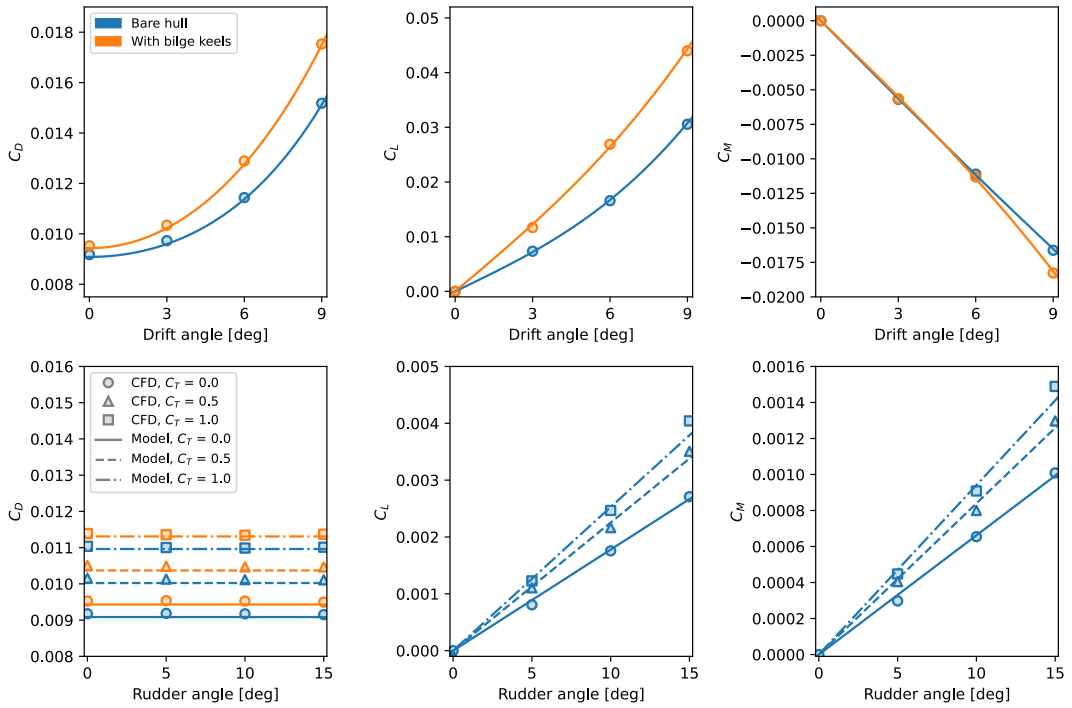 0.018
0.016
0.014
0.012
0.010
0.008
C_D
Bare hull
With bilge keels
0 3 6 9
Drift angle [deg]
0.05
0.04
0.03
0.02
0.01
0.00
C_L
0 3 6 9
Drift angle [deg]
0.0000
−0.0025
−0.0050
−0.0075
−0.0100
−0.0125
−0.0150
−0.0175
−0.0200
C_M
0 3 6 9
Drift angle [deg]
0.016
0.015
0.014
0.013
0.012
0.011
0.010
0.009
0.008
C_D
CFD, C_T = 0.0
CFD, C_T = 0.5
CFD, C_T = 1.0
Model, C_T = 0.0
Model, C_T = 0.5
Model, C_T = 1.0
0 5 10 15
Rudder angle [deg]
0.005
0.004
0.003
0.002
0.001
0.000
C_L
0 5 10 15
Rudder angle [deg]
0.0016
0.0014
0.0012
0.0010
0.0008
0.0006
0.0004
0.0002
0.0000
C_M
0 5 10 15
Rudder angle [deg]